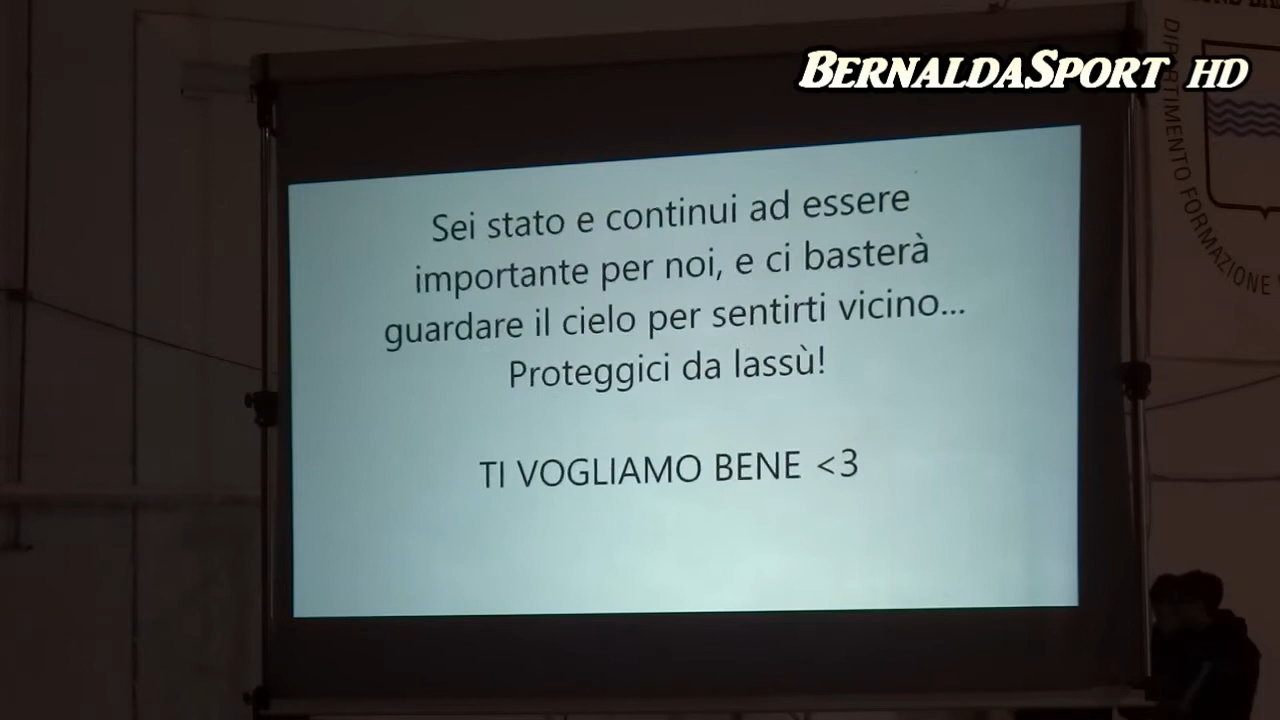 BERNALDASPORT HD
Sei stato e continui ad essere
importante per noi, e ci basterà
guardare il cielo per sentirti vicino...
Proteggici da lassù!
TI VOGLIAMO BENE <3
DIPARTIMENTO FORMAZIONE